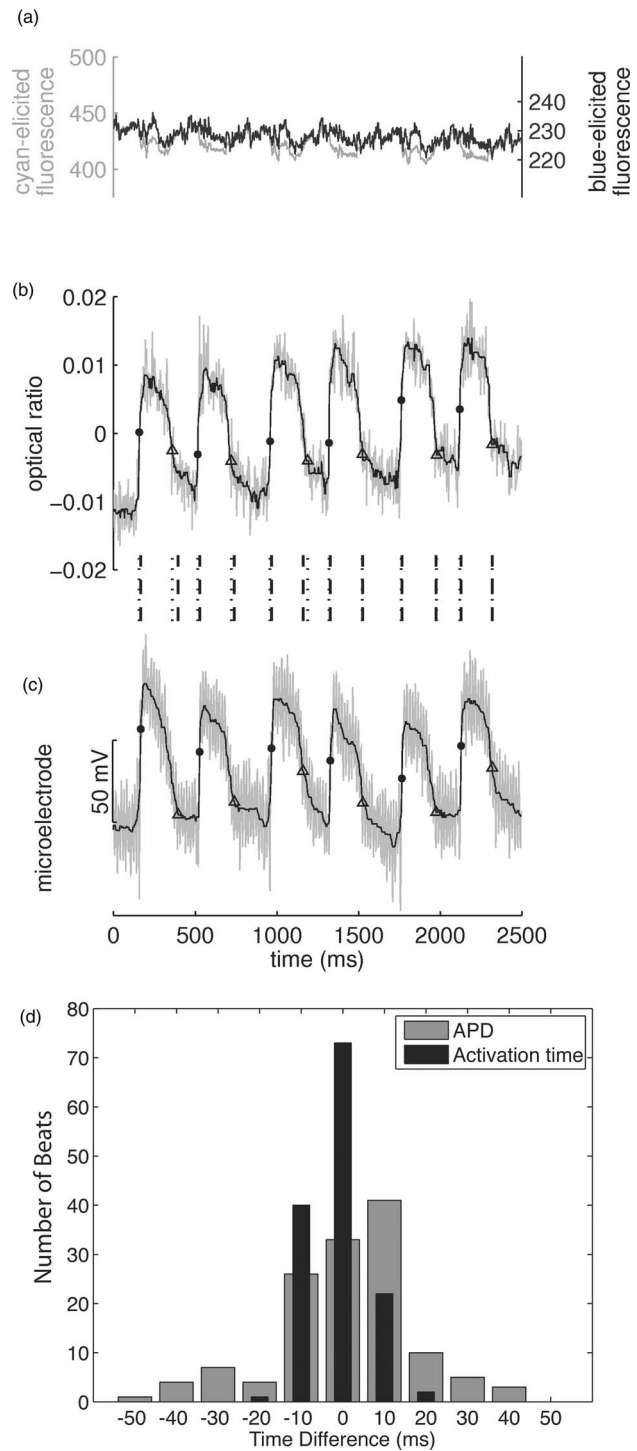 (a)
500
450
400
cyan-elicited
fluorescence
240
230
220
blue-elicited
fluorescence
(b)
0.02
0.01
0
−0.01
−0.02
optical ratio
(c)
50 mV
microelectrode
0 500 1000 1500 2000 2500
time (ms)
(d)
80
70
60
50
40
30
20
10
0
Number of Beats
APD
Activation time
-50 -40 -30 -20 -10 0 10 20 30 40 50
Time Difference (ms)